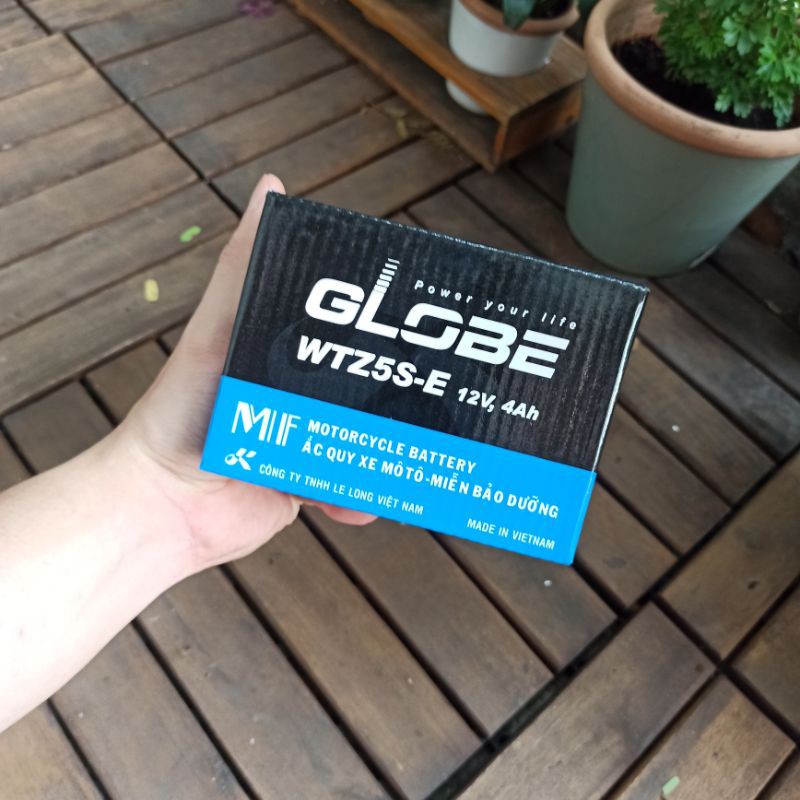 Power your life
GLOBE
WTZ5S-E 12V, 4Ah
MF MOTORCYCLE BATTERY
ẮC QUY XE MÔTÔ-MIỄN BẢO DƯỠNG
CÔNG TY TNHH LE LONG VIỆT NAM
MADE IN VIETNAM